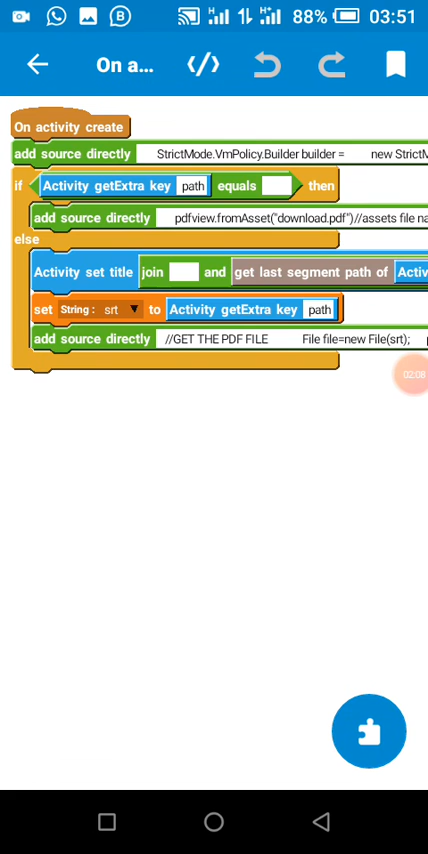 88% 03:51
On a...
On activity create
add source directly StrictMode.VmPolicy.Builder builder = new StrictM
if Activity getExtra key path equals then
add source directly pdfview.fromAsset("download.pdf")//assets file na
else
Activity set title join and get last segment path of Activ
set String : srt ▼ to Activity getExtra key path
add source directly //GET THE PDF FILE File file=new File(srt);
02:08